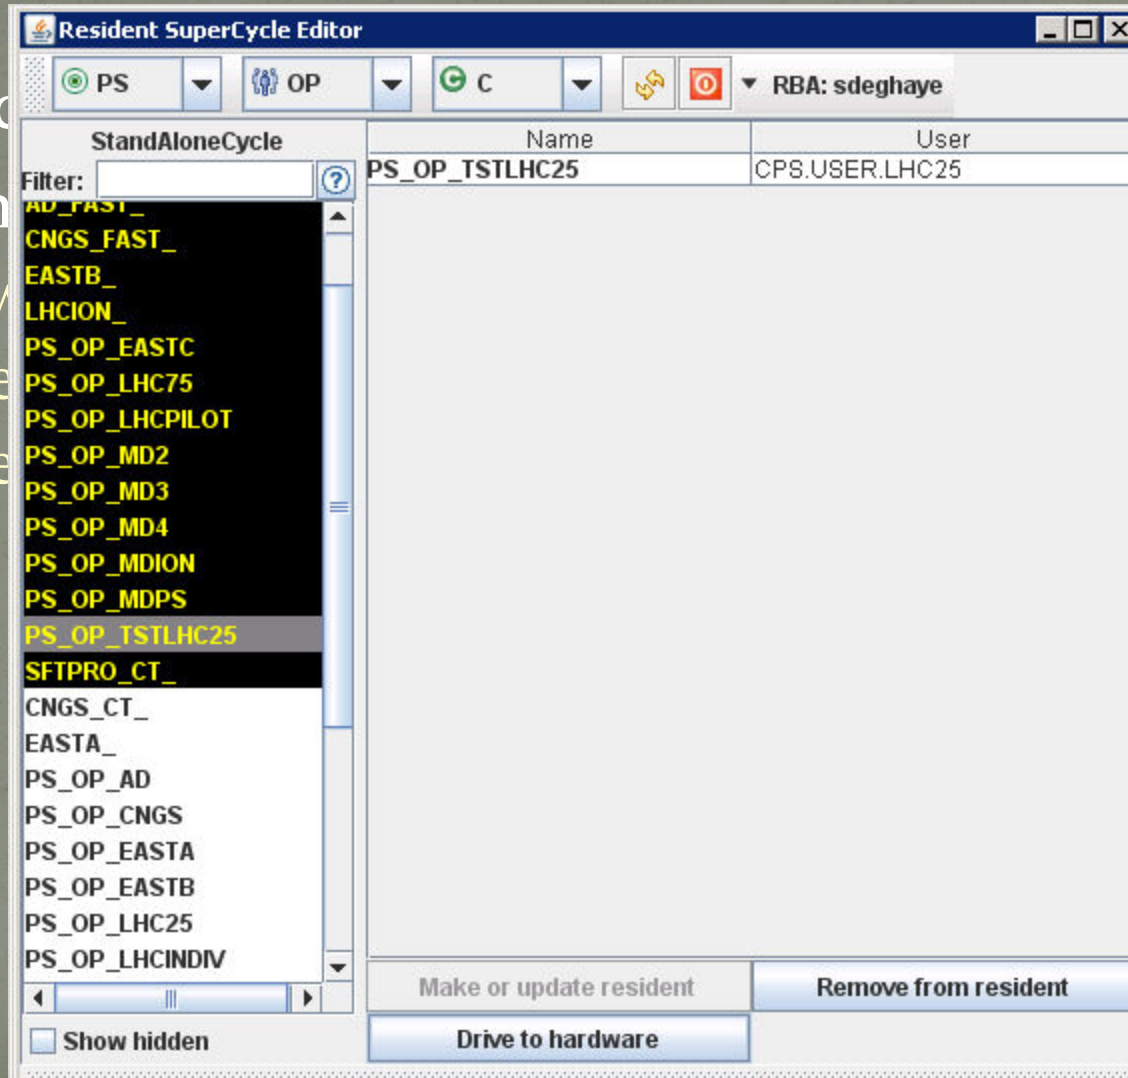 Resident SuperCycle Editor
PS OP C RBA: sdeghaye
StandAloneCycle
Filter:
Name User
PS_OP_TSTLHC25 CPS.USER.LHC25
AD_FAST_
CNGS_FAST_
EASTB_
LHCION_
PS_OP_EASTC
PS_OP_LHC75
PS_OP_LHCPILOT
PS_OP_MD2
PS_OP_MD3
PS_OP_MD4
PS_OP_MDION
PS_OP_MDPS
PS_OP_TSTLHC25
SFTPRO_CT_
CNGS_CT_
EASTA_
PS_OP_AD
PS_OP_CNGS
PS_OP_EASTA
PS_OP_EASTB
PS_OP_LHC25
PS_OP_LHCINDIV
Show hidden
Make or update resident Remove from resident
Drive to hardware